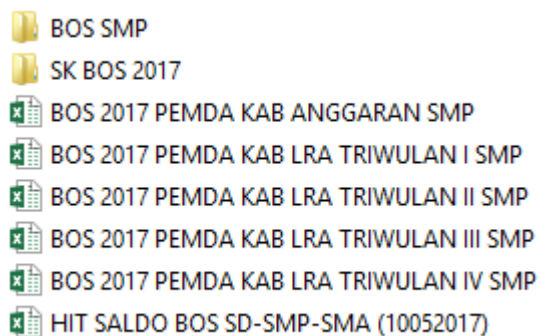 BOS SMP
SK BOS 2017
BOS 2017 PEMDA KAB ANGGARAN SMP
BOS 2017 PEMDA KAB LRA TRIWULAN I SMP
BOS 2017 PEMDA KAB LRA TRIWULAN II SMP
BOS 2017 PEMDA KAB LRA TRIWULAN III SMP
BOS 2017 PEMDA KAB LRA TRIWULAN IV SMP
HIT SALDO BOS SD-SMP-SMA (10052017)